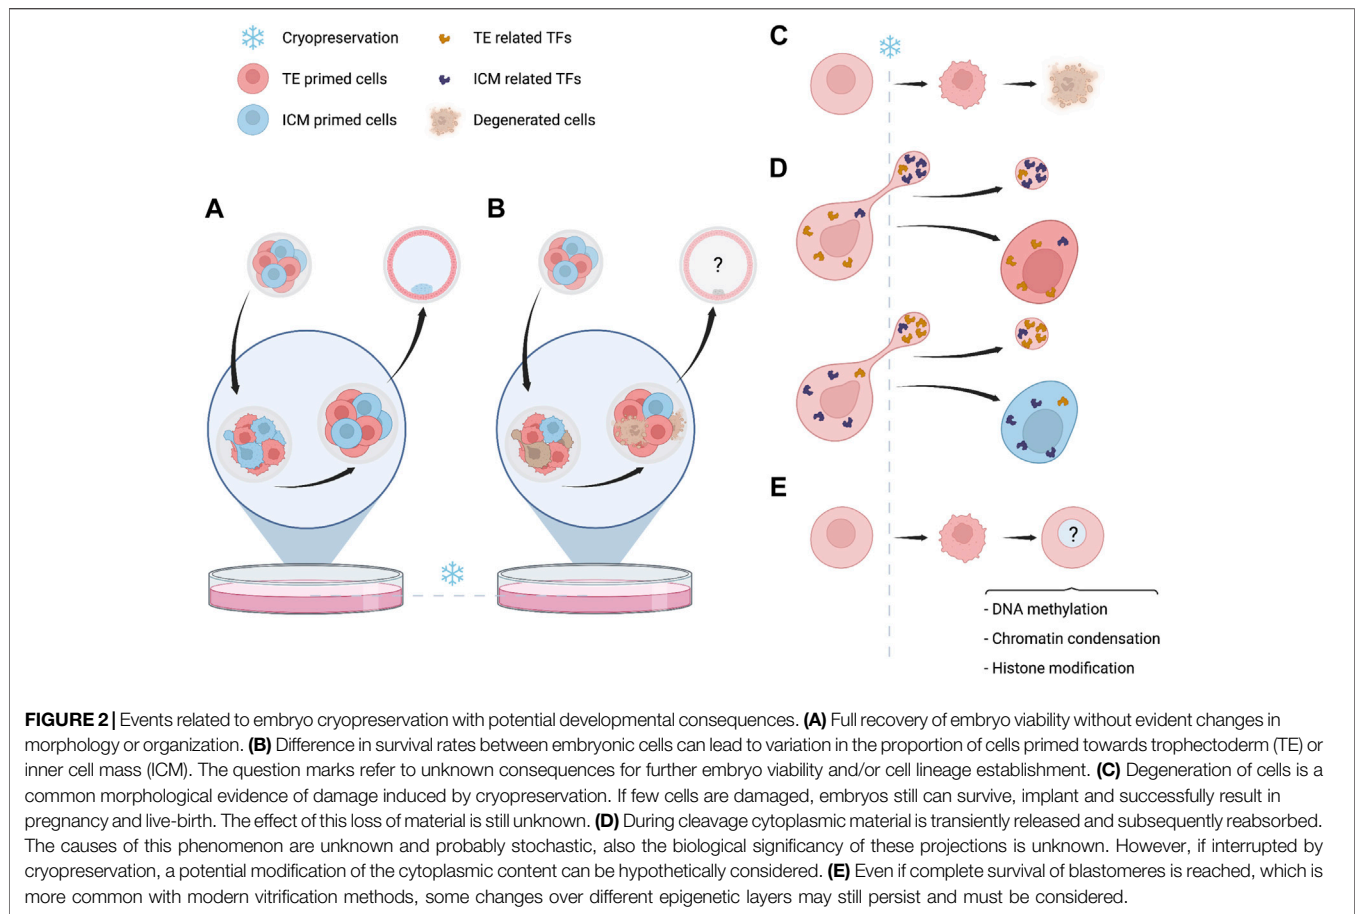 Cryopreservation
TE related TFs
TE primed cells
ICM related TFs
ICM primed cells
Degenerated cells
A
B
?
C
D
E
?
- DNA methylation
- Chromatin condensation
- Histone modification
FIGURE 2 | Events related to embryo cryopreservation with potential developmental consequences. (A) Full recovery of embryo viability without evident changes in
morphology or organization. (B) Difference in survival rates between embryonic cells can lead to variation in the proportion of cells primed towards trophectoderm (TE) or
inner cell mass (ICM). The question marks refer to unknown consequences for further embryo viability and/or cell lineage establishment. (C) Degeneration of cells is a
common morphological evidence of damage induced by cryopreservation. If few cells are damaged, embryos still can survive, implant and successfully result in
pregnancy and live-birth. The effect of this loss of material is still unknown. (D) During cleavage cytoplasmic material is transiently released and subsequently reabsorbed.
The causes of this phenomenon are unknown and probably stochastic, also the biological significancy of these projections is unknown. However, if interrupted by
cryopreservation, a potential modification of the cytoplasmic content can be hypothetically considered. (E) Even if complete survival of blastomeres is reached, which is
more common with modern vitrification methods, some changes over different epigenetic layers may still persist and must be considered.